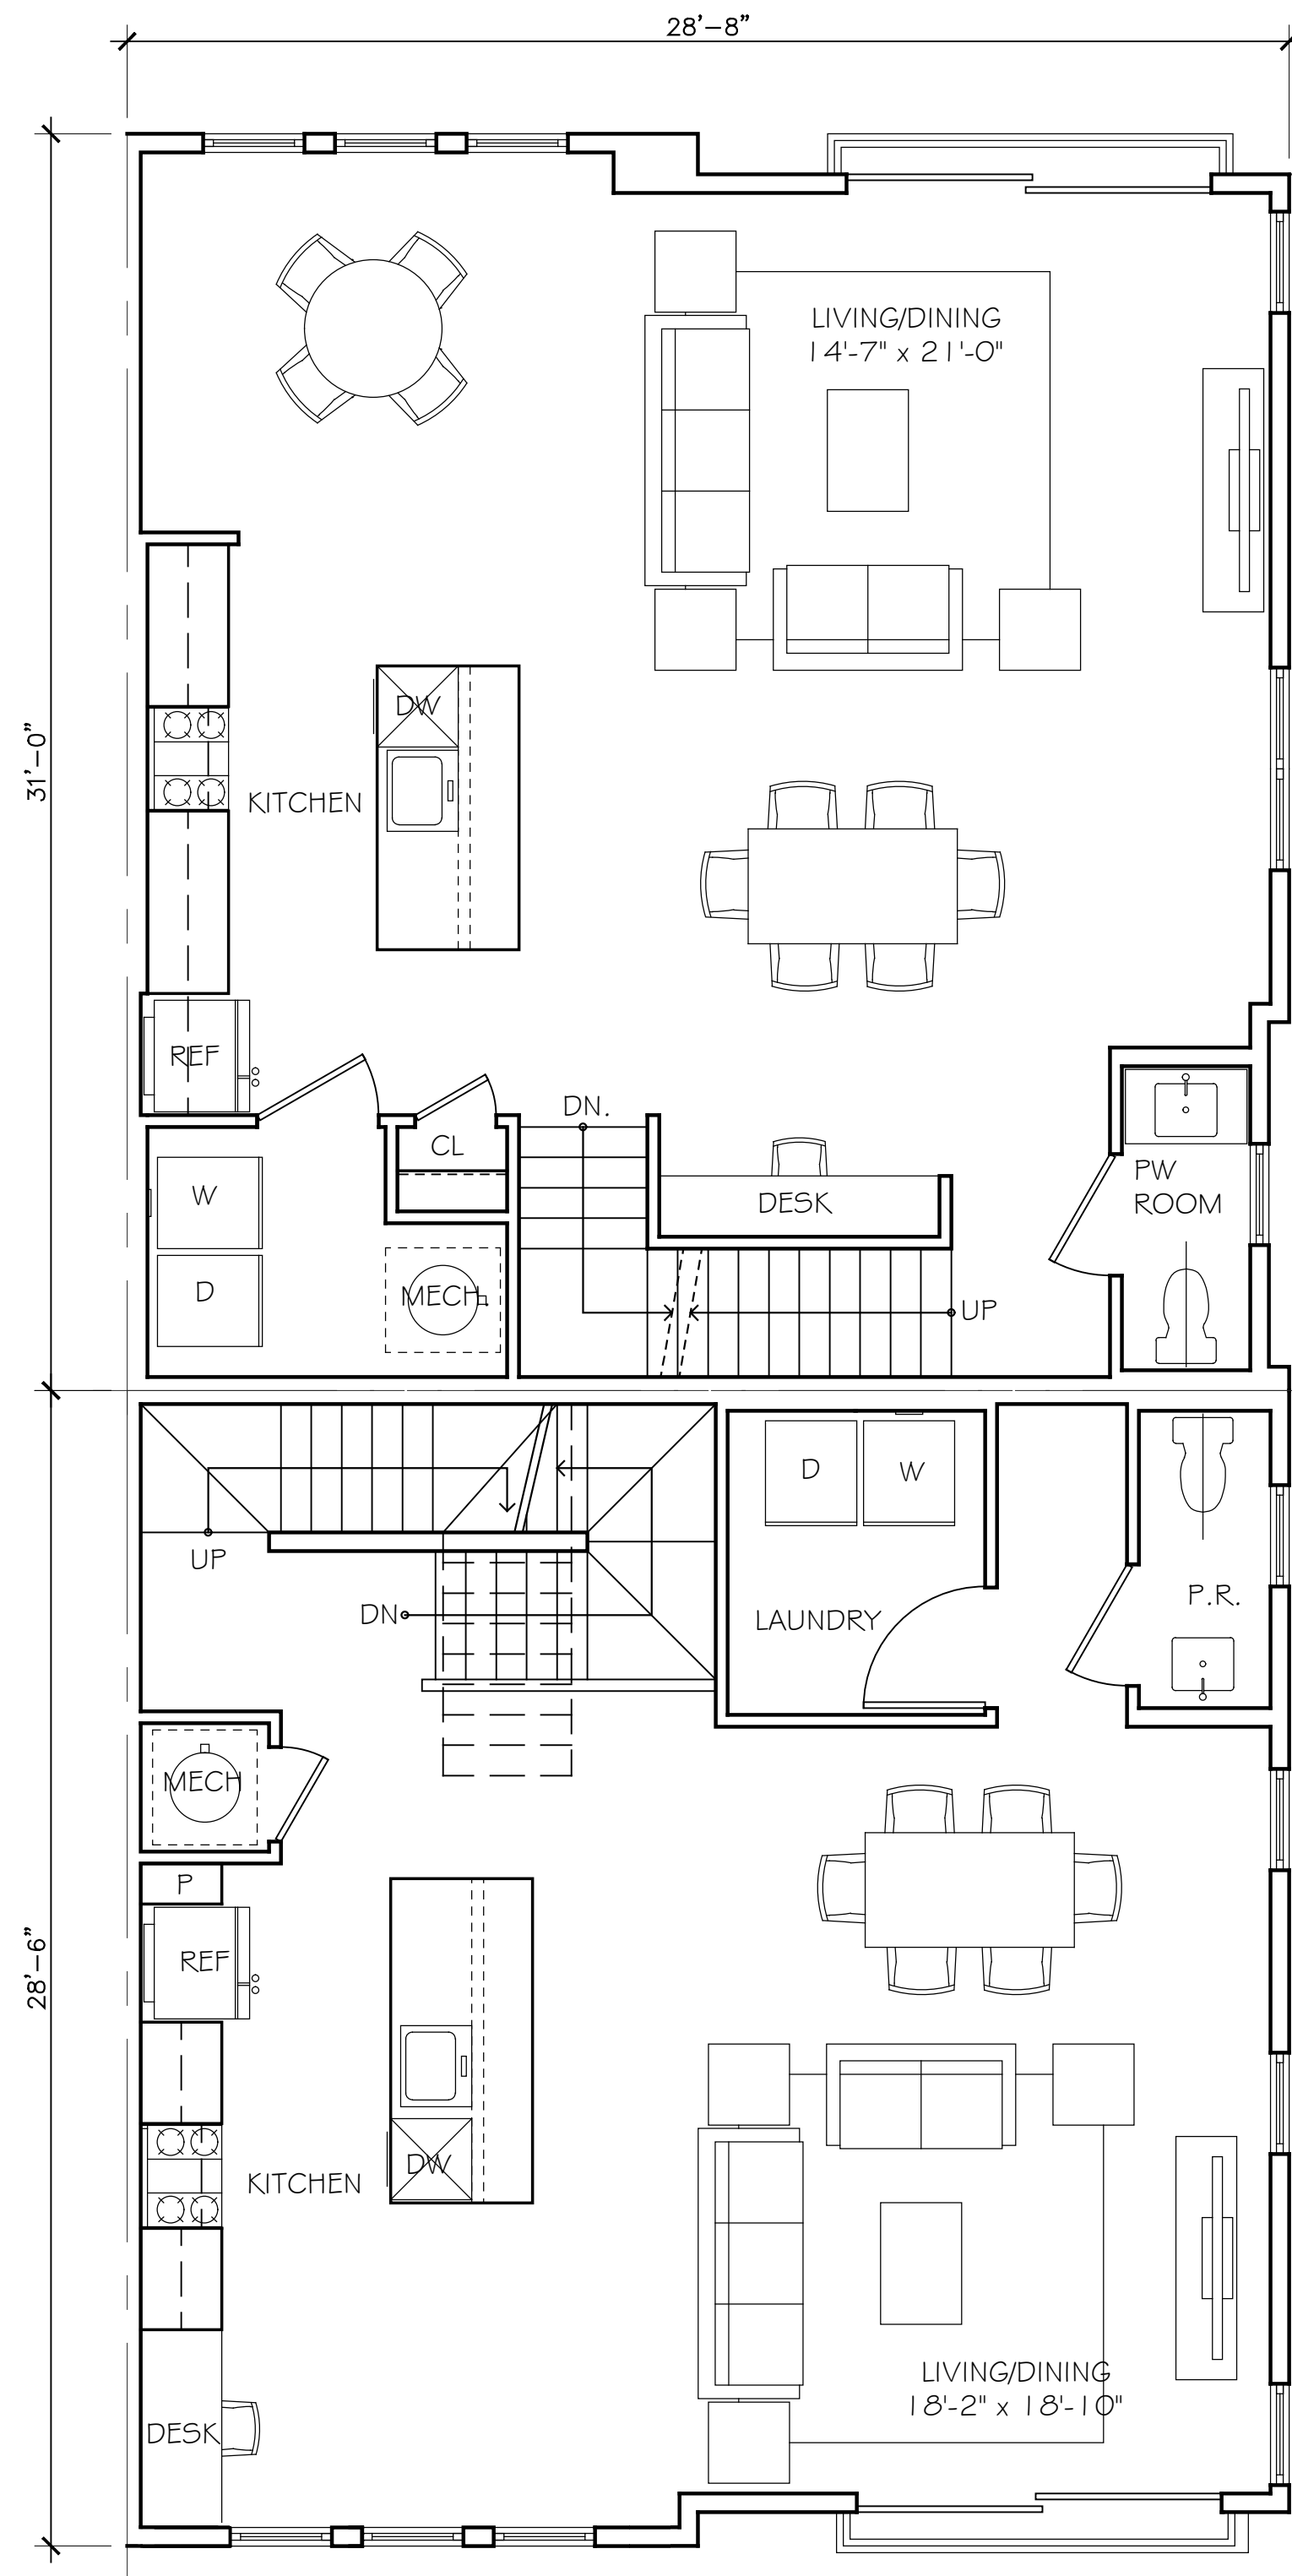 28'-8"
LIVING/DINING
14'-7" x 21'-0"
DW
31'-0"
KITCHEN
REF
DN.
CL
W
DESK
PW
ROOM
D
MECH.
UP
D
W
UP
P.R.
DN
LAUNDRY
MECH
P
REF
28'-6"
DW
KITCHEN
LIVING/DINING
18'-2" x 18'-10"
DESK